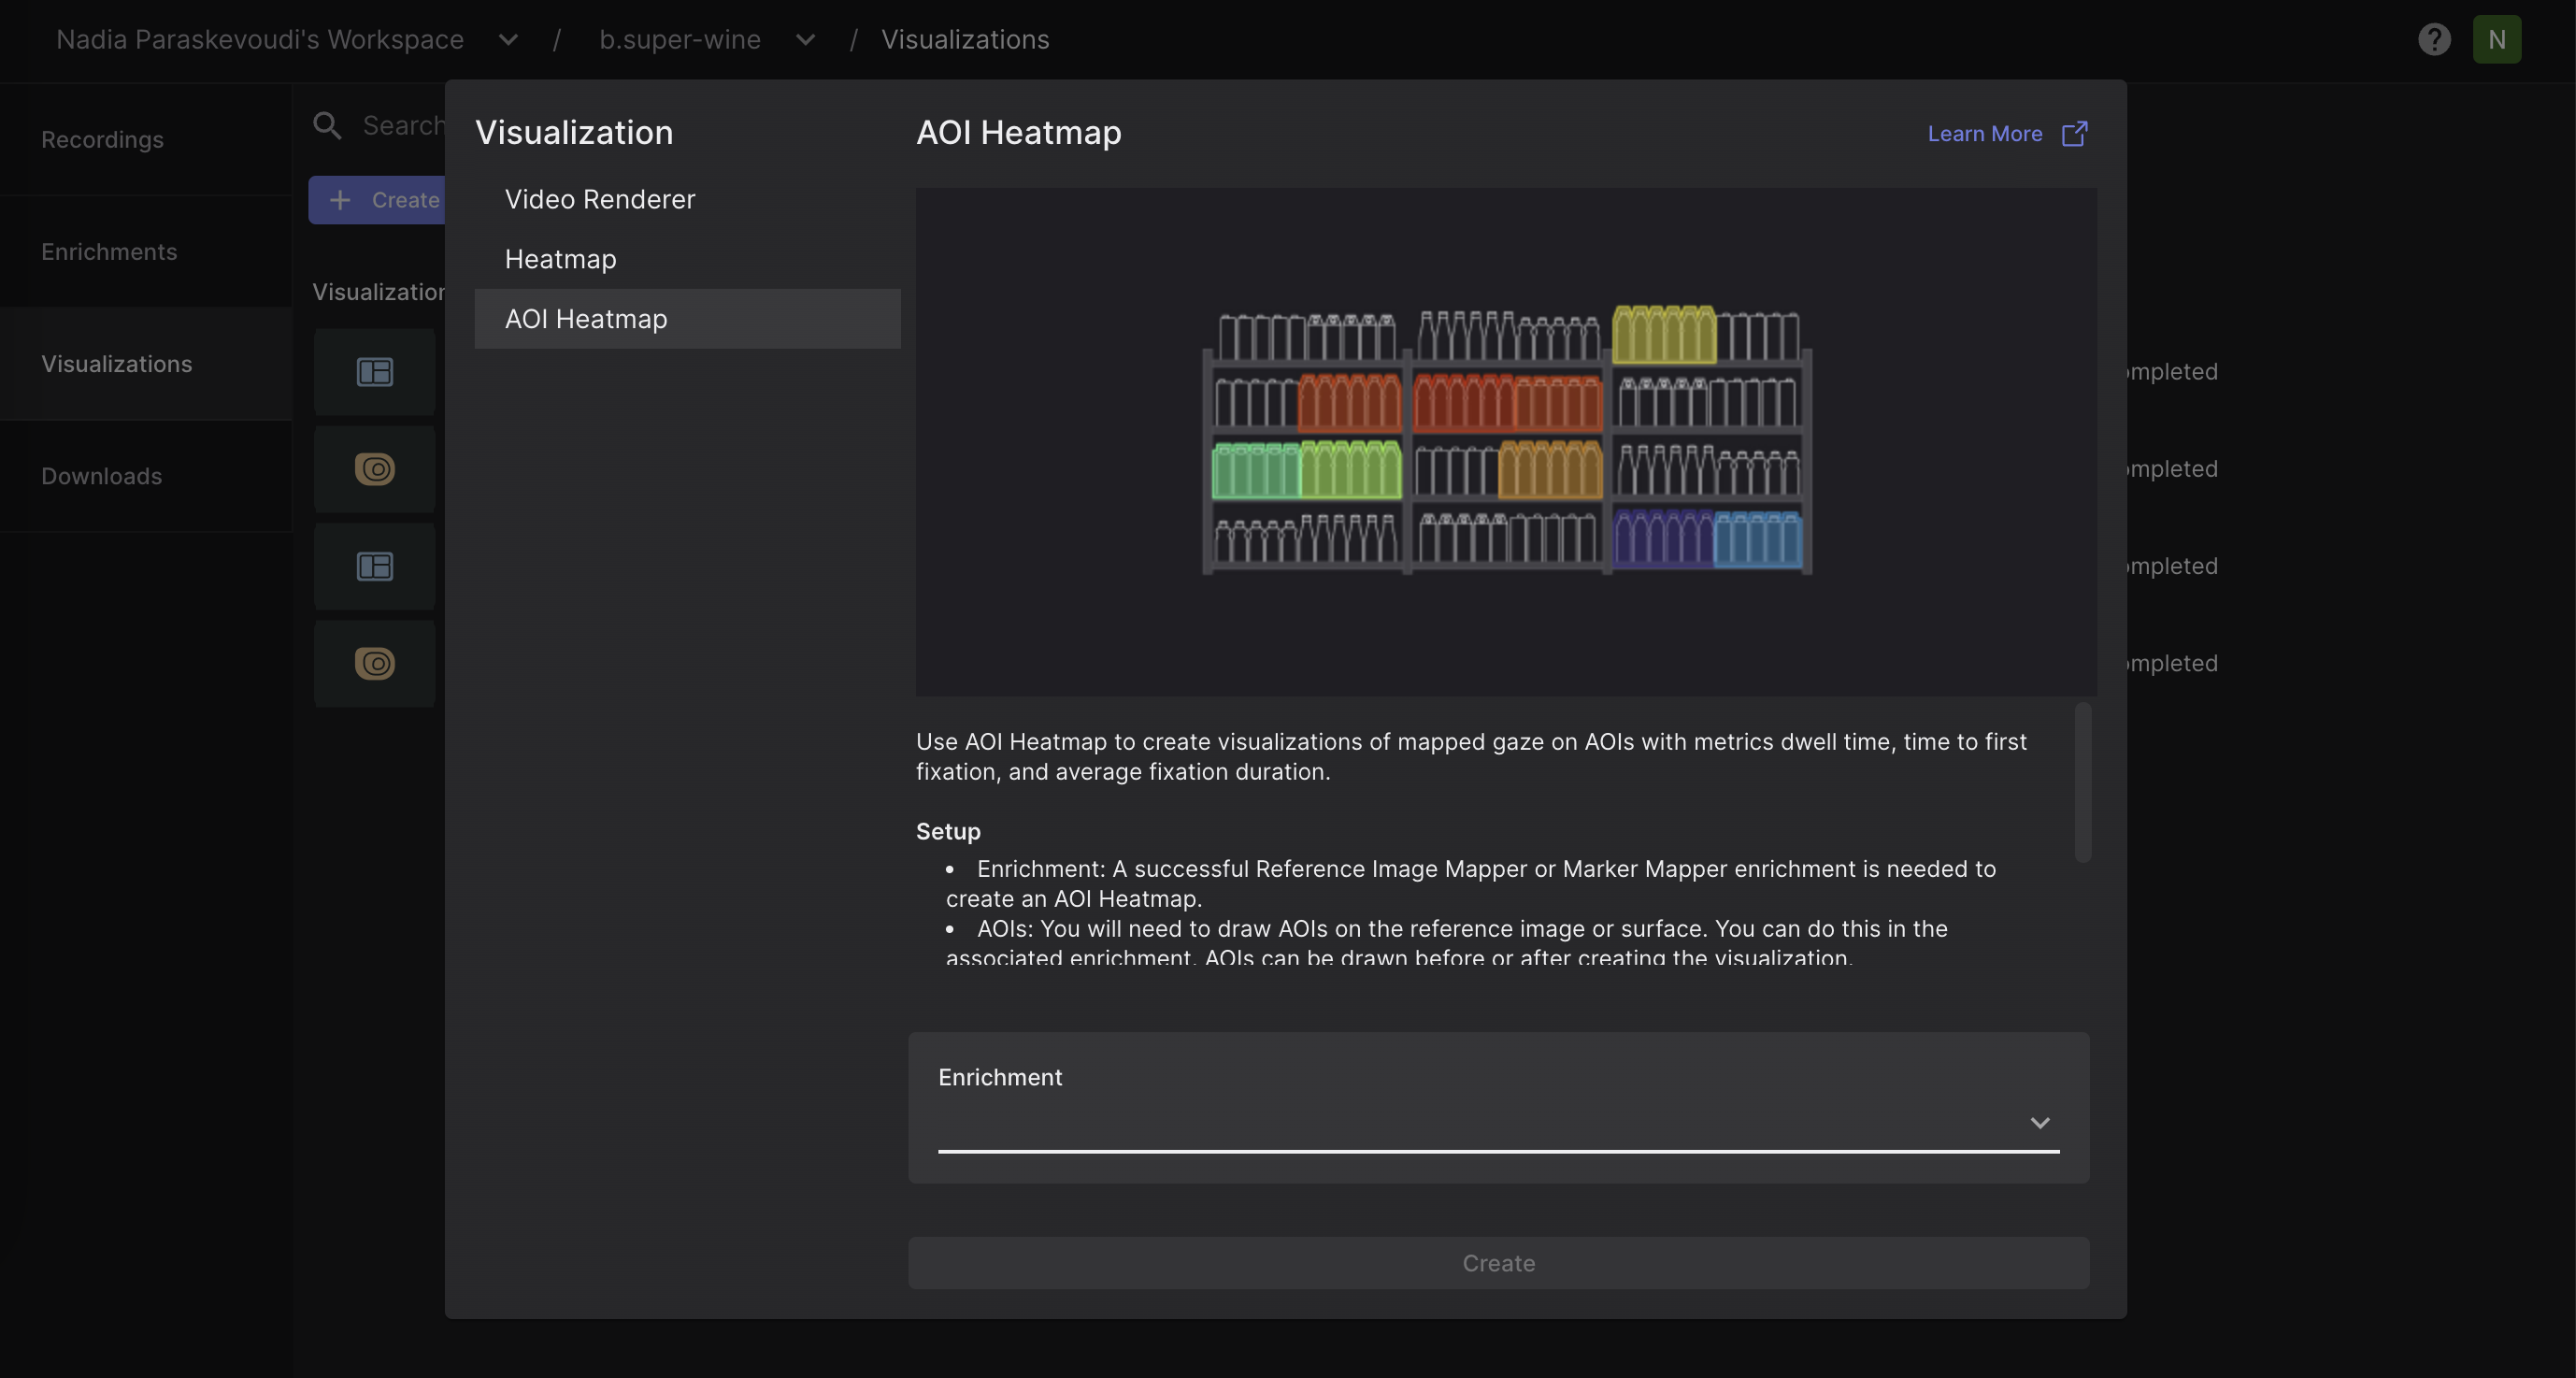 Nadia Paraskevoudi's Workspace / b.super-wine / Visualizations
N
Recordings
Enrichments
Visualizations
Downloads
Search
Create
Visualization
Video Renderer
Heatmap
AOI Heatmap
AOI Heatmap
Learn More
Use AOI Heatmap to create visualizations of mapped gaze on AOIs with metrics dwell time, time to first
fixation, and average fixation duration.
Setup
• Enrichment: A successful Reference Image Mapper or Marker Mapper enrichment is needed to
create an AOI Heatmap.
• AOIs: You will need to draw AOIs on the reference image or surface. You can do this in the
associated enrichment. AOIs can be drawn before or after creating the visualization.
Enrichment
Create